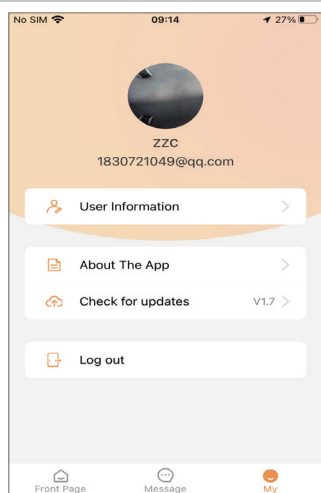 No SIM 09:14 27%
ZZC
1830721049@qq.com
User Information
About The App
Check for updates V1.7
Log out
Front Page Message My